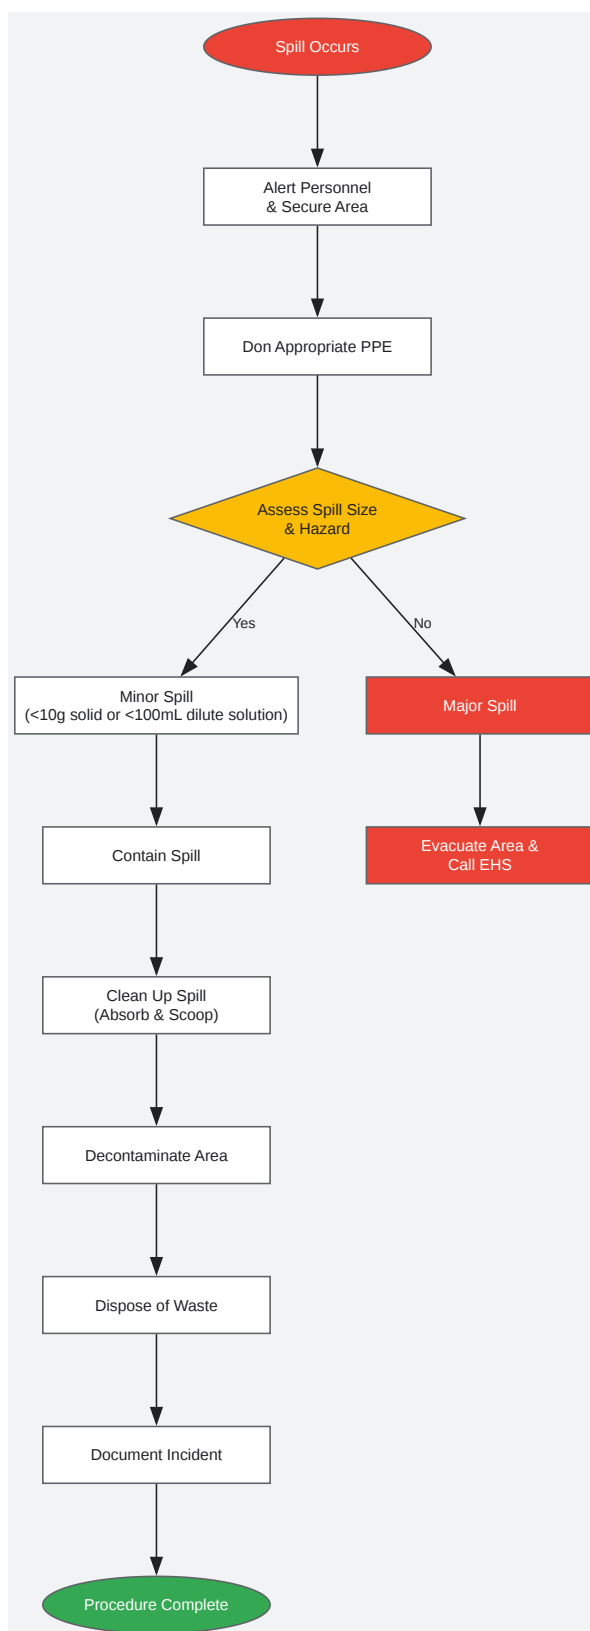 Spill Occurs
Alert Personnel
& Secure Area
Don Appropriate PPE
Assess Spill Size
& Hazard
Yes
No
Minor Spill
(<10g solid or <100mL dilute solution)
Major Spill
Contain Spill
Evacuate Area &
Call EHS
Clean Up Spill
(Absorb & Scoop)
Decontaminate Area
Dispose of Waste
Document Incident
Procedure Complete